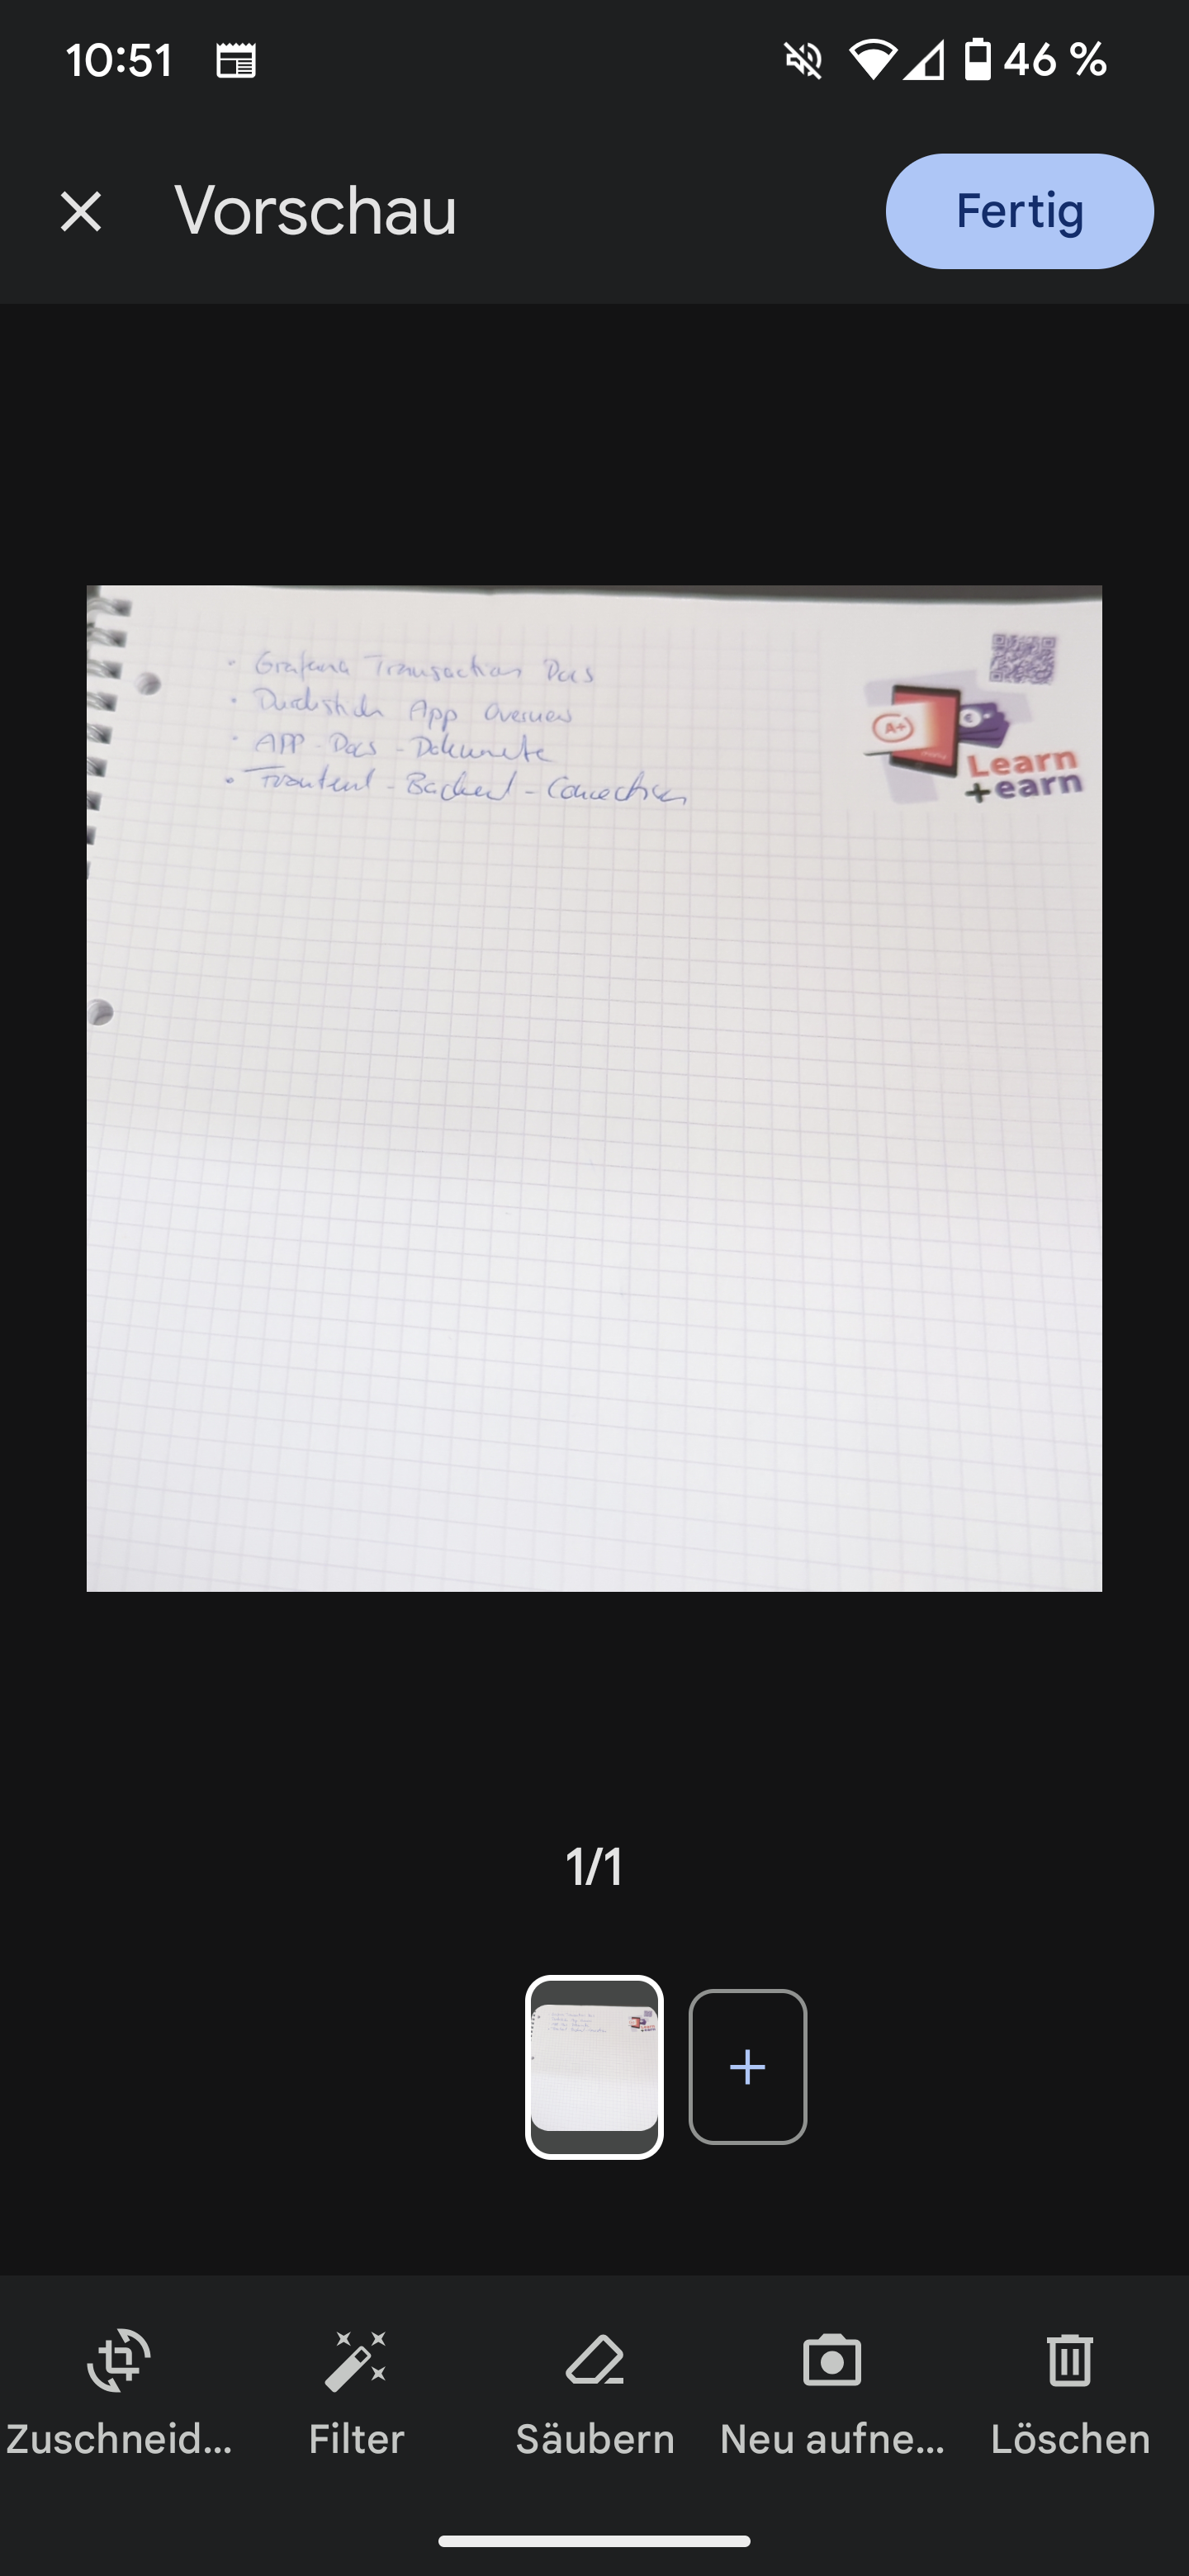 10:51
46 %
Vorschau
Fertig
• Grafana Transaction Docs
• Durchstich App Overview
• APP - Docs - Dokumente
• Frontend - Backend - Connection
A+
Learn
+earn
1/1
Zuschneid...
Filter
Säubern
Neu aufne...
Löschen